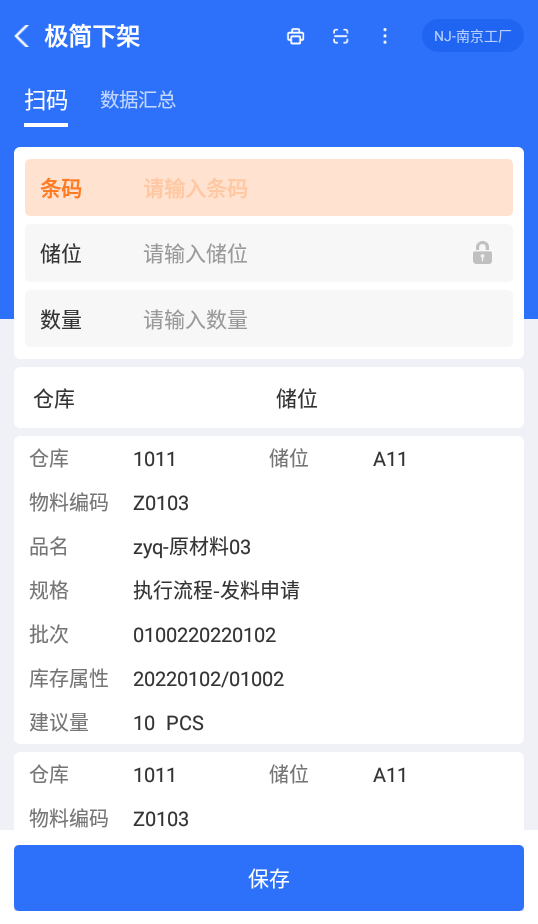 极简下架 NJ-南京工厂
扫码 数据汇总
条码 请输入条码
储位 请输入储位
数量 请输入数量
仓库 储位
仓库 1011 储位 A11
物料编码 Z0103
品名 zyq-原材料03
规格 执行流程-发料申请
批次 0100220220102
库存属性 20220102/01002
建议量 10 PCS
仓库 1011 储位 A11
物料编码 Z0103
保存